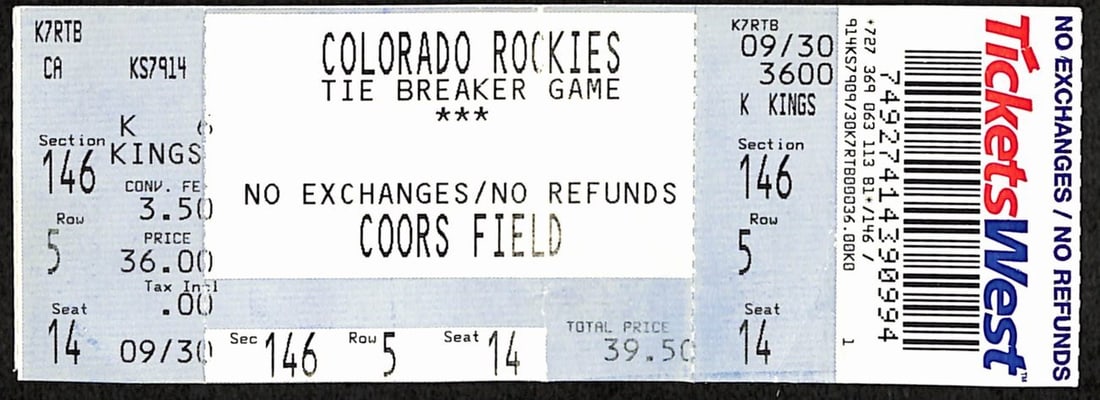 K7RTB
CA KS7914
K 6
Section KINGS
146
CONV. FE
3.50
Row
5
PRICE
36.00
Tax Incl
.00
Seat
14 09/30
COLORADO ROCKIES
TIE BREAKER GAME
***
NO EXCHANGES/NO REFUNDS
COORS FIELD
Sec 146 Row 5 Seat 14
TOTAL PRICE
39.50
K7RTB
09/30
3600
K KINGS
Section
146
Row
5
Seat
14
74927414390994
TicketsWest™
NO EXCHANGES / NO REFUNDS